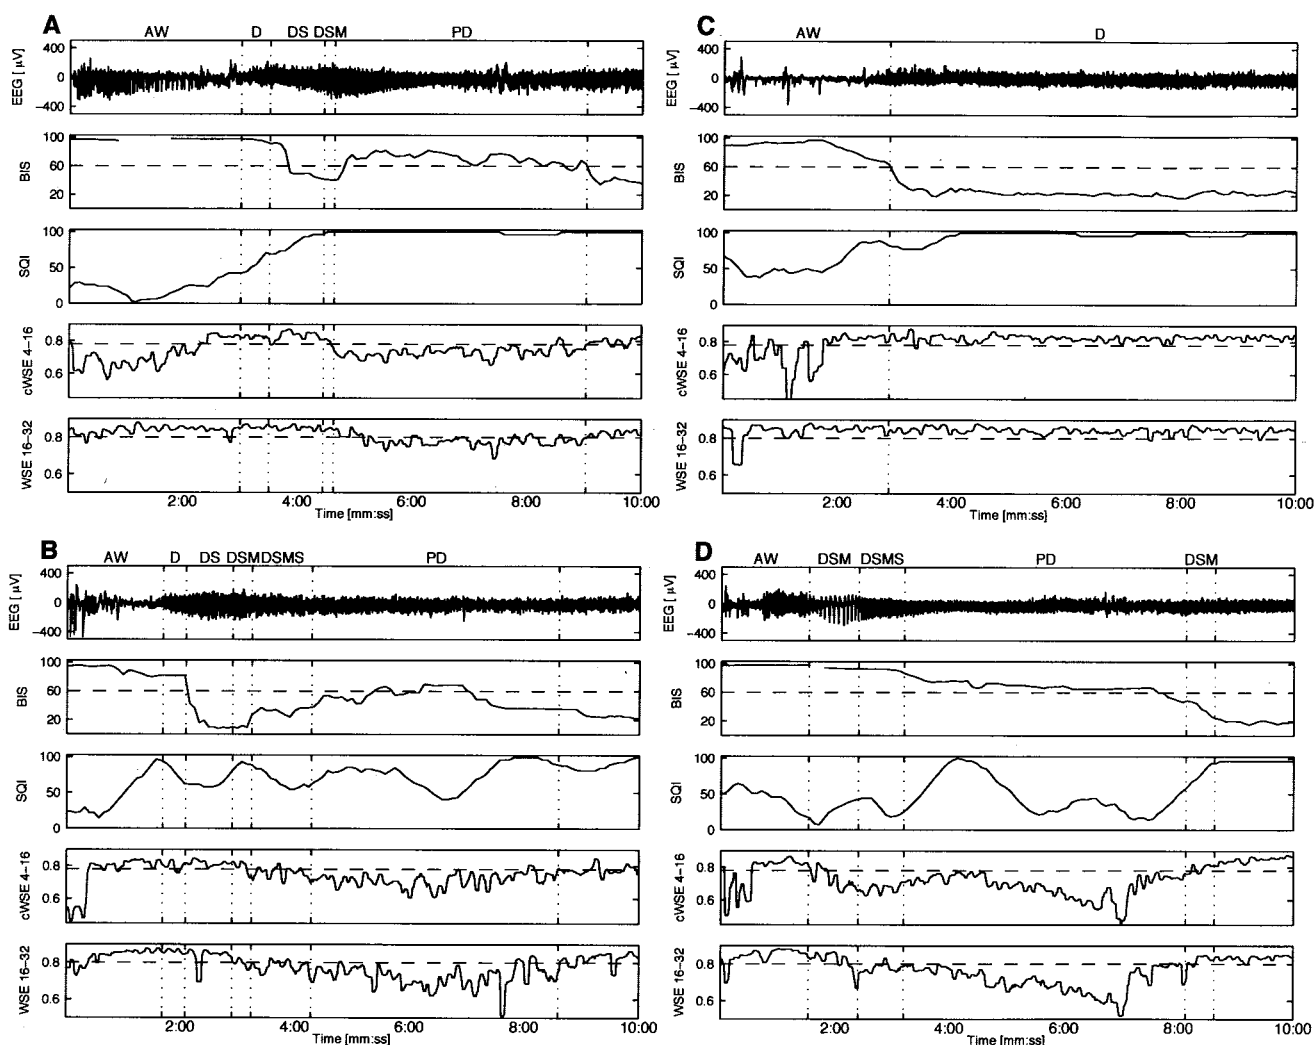 A
AW D DS DSM PD
EEG [ μV]
400
0
−400
BIS
100
60
20
SQI
100
50
0
cWSE 4−16
0.8
0.6
WSE 16−32
0.8
0.6
2:00 4:00 6:00 8:00 10:00
Time [mm:ss]
C
AW D
EEG [ μV]
400
0
−400
BIS
100
60
20
SQI
100
50
0
cWSE 4−16
0.8
0.6
WSE 16−32
0.8
0.6
2:00 4:00 6:00 8:00 10:00
Time [mm:ss]
B
AW D DS DSM DSMS PD
EEG [ μV]
400
0
−400
BIS
100
60
20
SQI
100
50
0
cWSE 4−16
0.8
0.6
WSE 16−32
0.8
0.6
2:00 4:00 6:00 8:00 10:00
Time [mm:ss]
D
AW DSM DSMS PD DSM
EEG [ μV]
400
0
−400
BIS
100
60
20
SQI
100
50
0
cWSE 4−16
0.8
0.6
WSE 16−32
0.8
0.6
2:00 4:00 6:00 8:00 10:00
Time [mm:ss]